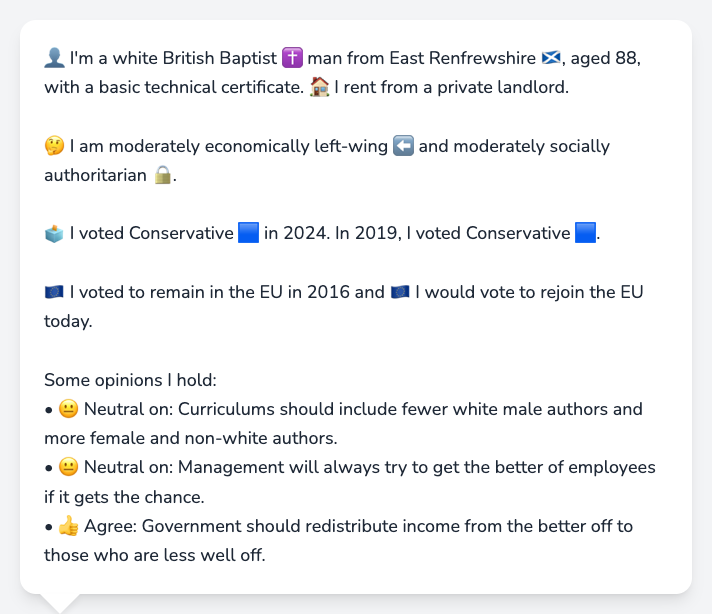 👤 I'm a white British Baptist ✝️ man from East Renfrewshire 🏴󠁧󠁢󠁳󠁣󠁴󠁿, aged 88,
with a basic technical certificate. 🏠 I rent from a private landlord.
🤔 I am moderately economically left-wing ⬅️ and moderately socially
authoritarian 🔒.
🗳️ I voted Conservative 🟦 in 2024. In 2019, I voted Conservative 🟦.
🇪🇺 I voted to remain in the EU in 2016 and 🇪🇺 I would vote to rejoin the EU
today.
Some opinions I hold:
• 😐 Neutral on: Curriculums should include fewer white male authors and
more female and non-white authors.
• 😐 Neutral on: Management will always try to get the better of employees
if it gets the chance.
• 👍 Agree: Government should redistribute income from the better off to
those who are less well off.